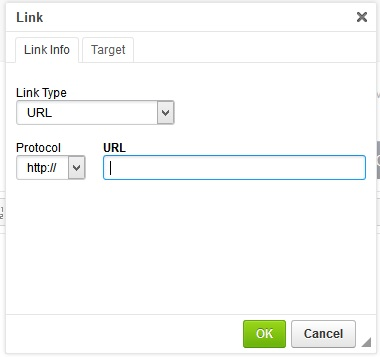 Link
Link Info Target
Link Type
URL
Protocol URL
http://
OK Cancel